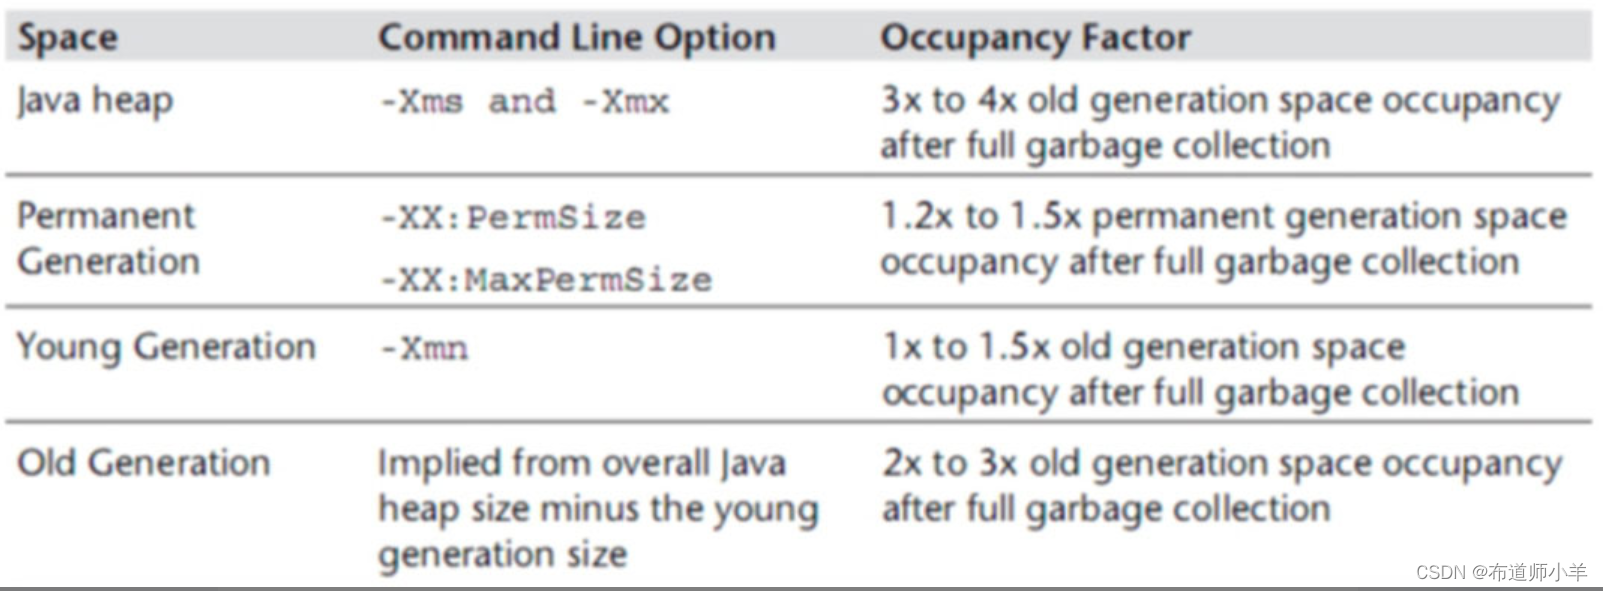 Space Command Line Option Occupancy Factor
Java heap -Xms and -Xmx 3x to 4x old generation space occupancy
after full garbage collection
Permanent -XX:PermSize 1.2x to 1.5x permanent generation space
Generation occupancy after full garbage collection
-XX:MaxPermSize
Young Generation -Xmn 1x to 1.5x old generation space
occupancy after full garbage collection
Old Generation Implied from overall Java 2x to 3x old generation space occupancy
heap size minus the young after full garbage collection
generation size
CSDN @布道师小羊